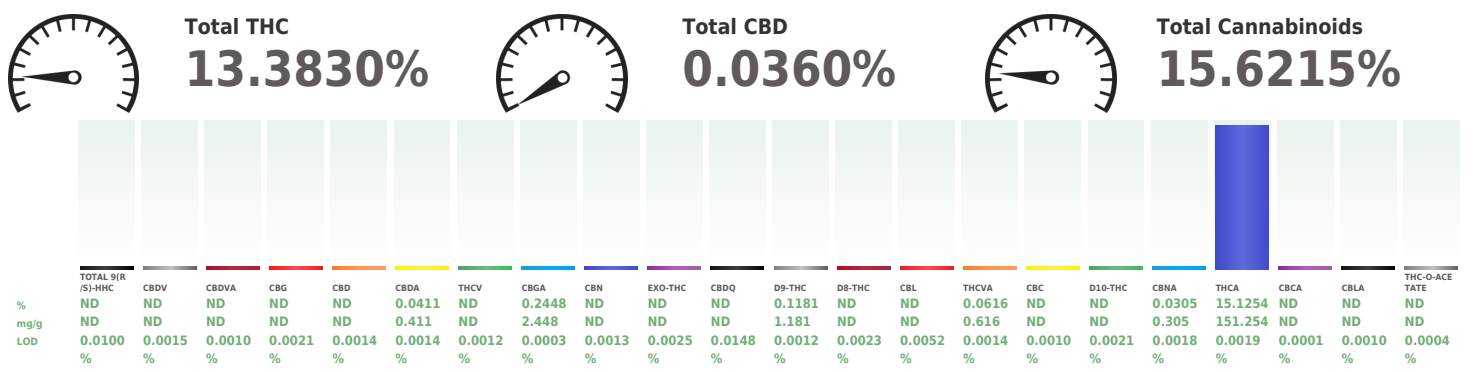 Total THC
13.3830%
Total CBD
0.0360%
Total Cannabinoids
15.6215%
TOTAL 9(R
/S)-HHC CBDV CBDVA CBG CBD CBDA THCV CBGA CBN EXO-THC CBDQ D9-THC D8-THC CBL THCVA CBC D10-THC CBNA THCA CBCA CBLA THC-O-ACE
TATE
% ND ND ND ND ND 0.0411 ND 0.2448 ND ND ND 0.1181 ND ND 0.0616 ND ND 0.0305 15.1254 ND ND ND
mg/g ND ND ND ND ND 0.411 ND 2.448 ND ND ND 1.181 ND ND 0.616 ND ND 0.305 151.254 ND ND ND
LOD 0.0100 0.0015 0.0010 0.0021 0.0014 0.0014 0.0012 0.0003 0.0013 0.0025 0.0148 0.0012 0.0023 0.0052 0.0014 0.0010 0.0021 0.0018 0.0019 0.0001 0.0010 0.0004
% % % % % % % % % % % % % % % % % % % % % %